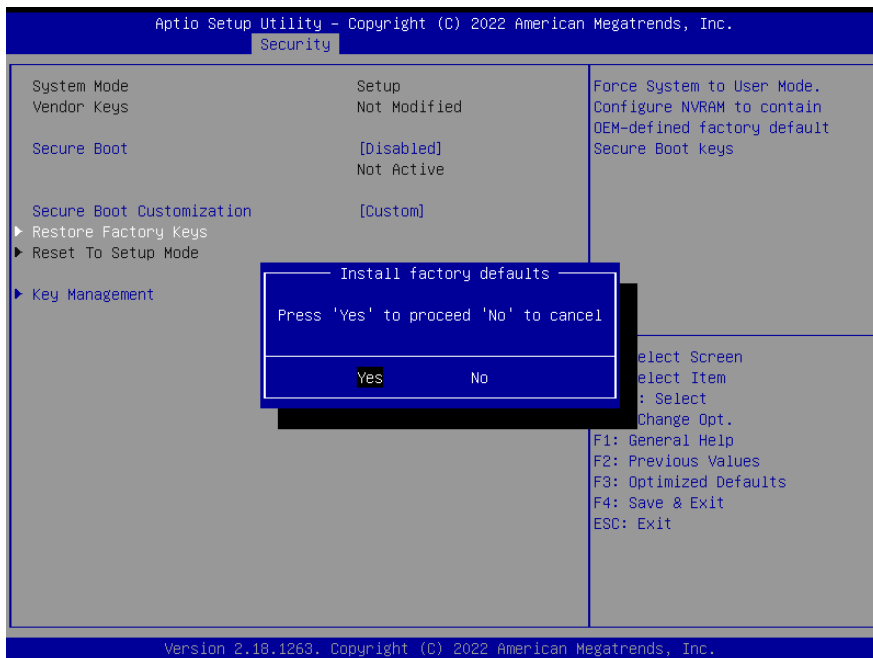 Aptio Setup Utility – Copyright (C) 2022 American Megatrends, Inc.
Security
System Mode Setup
Vendor Keys Not Modified
Secure Boot [Disabled]
Not Active
Secure Boot Customization [Custom]
Restore Factory Keys
Reset To Setup Mode
Key Management
Force System to User Mode.
Configure NVRAM to contain
OEM-defined factory default
Secure Boot keys
Install factory defaults
Press 'Yes' to proceed 'No' to cancel
Yes No
elect Screen
elect Item
: Select
Change Opt.
F1: General Help
F2: Previous Values
F3: Optimized Defaults
F4: Save & Exit
ESC: Exit
Version 2.18.1263. Copyright (C) 2022 American Megatrends, Inc.